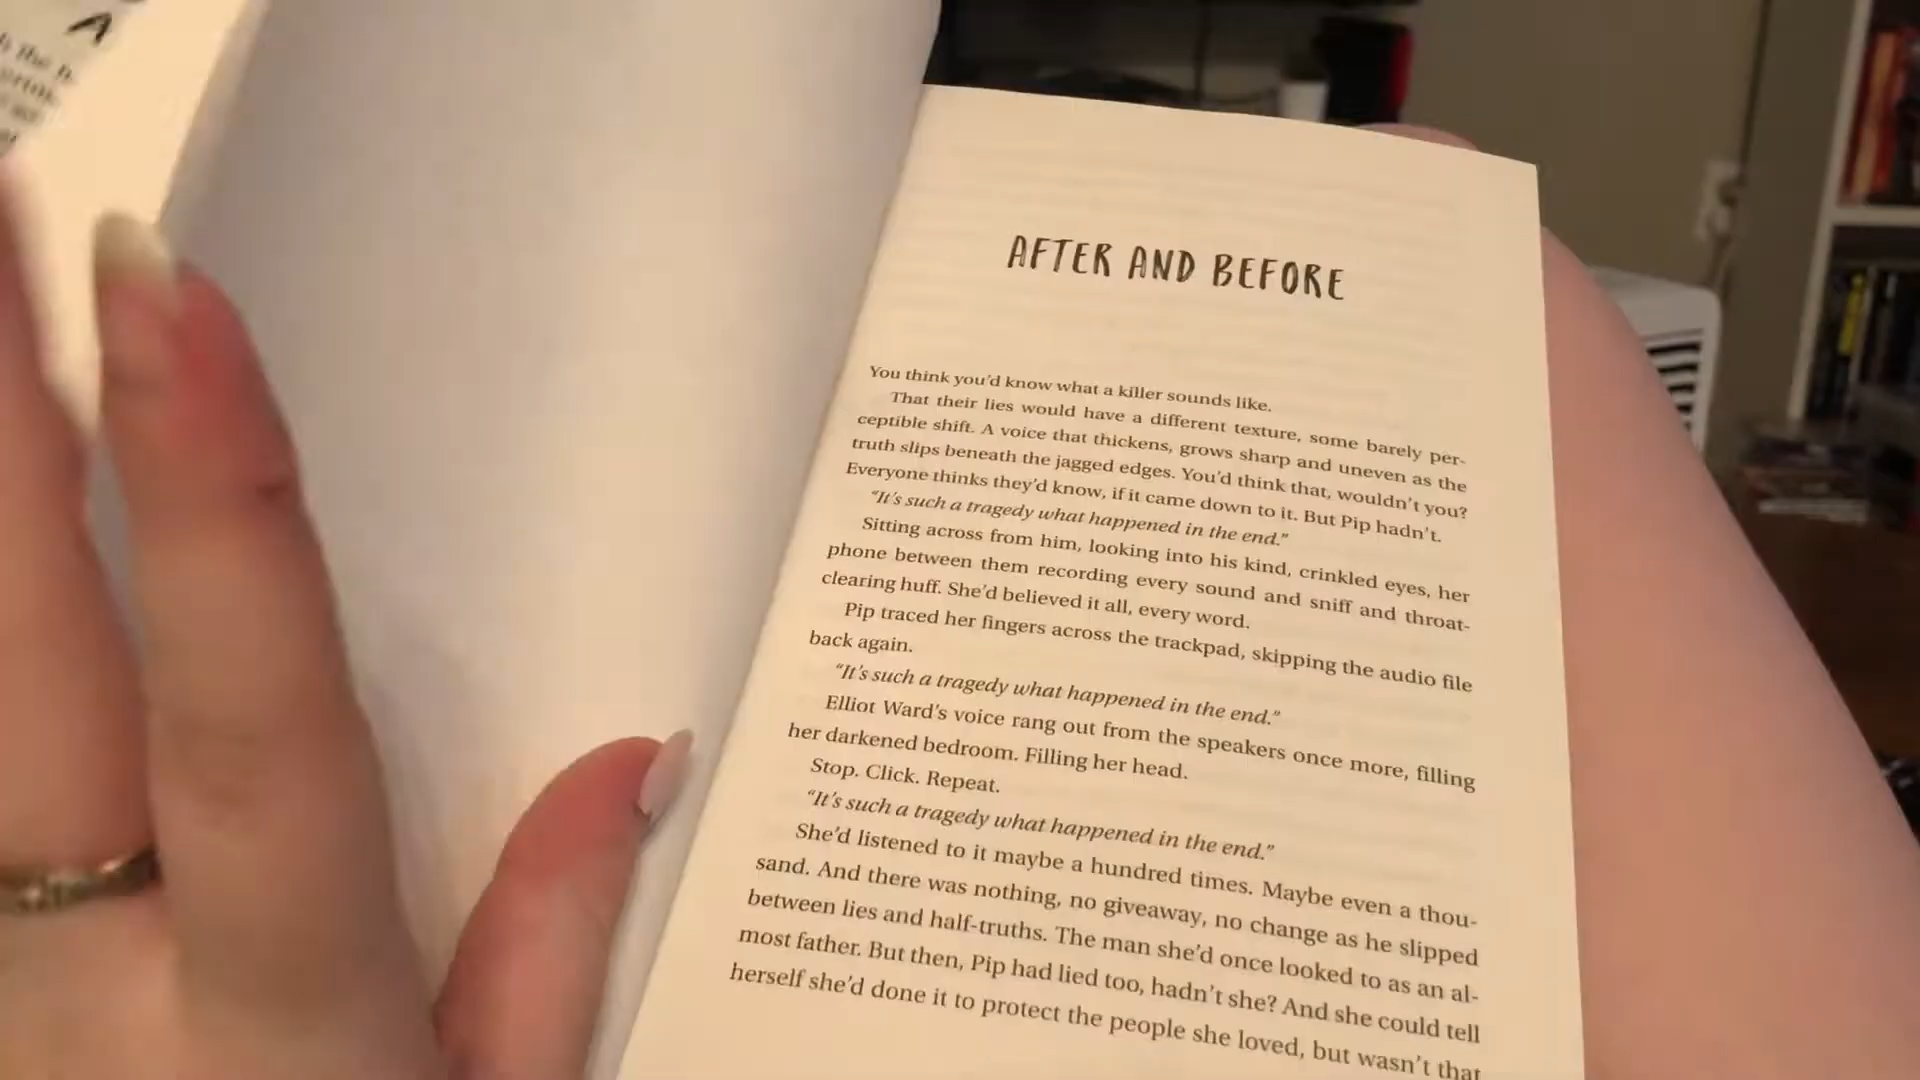 A
the
AFTER AND BEFORE
You think you'd know what a killer sounds like.
That their lies would have a different texture, some barely per-
ceptible shift. A voice that thickens, grows sharp and uneven as the
truth slips beneath the jagged edges. You'd think that, wouldn't you?
Everyone thinks they'd know, if it came down to it. But Pip hadn't.
"It's such a tragedy what happened in the end."
Sitting across from him, looking into his kind, crinkled eyes, her
phone between them recording every sound and sniff and throat-
clearing huff. She'd believed it all, every word.
Pip traced her fingers across the trackpad, skipping the audio file
back again.
"It's such a tragedy what happened in the end."
Elliot Ward's voice rang out from the speakers once more, filling
her darkened bedroom. Filling her head.
Stop. Click. Repeat.
"It's such a tragedy what happened in the end."
She'd listened to it maybe a hundred times. Maybe even a thou-
sand. And there was nothing, no giveaway, no change as he slipped
between lies and half-truths. The man she'd once looked to as an al-
most father. But then, Pip had lied too, hadn't she? And she could tell
herself she'd done it to protect the people she loved, but wasn't that